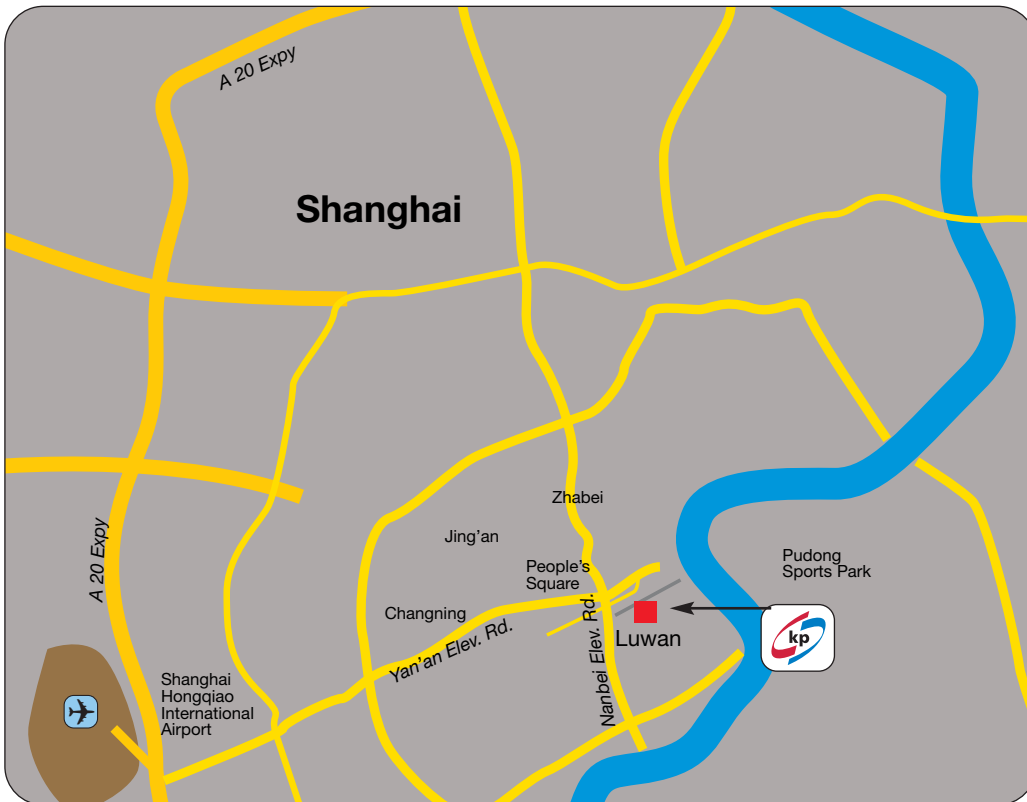 A 20 Expy
Shanghai
Zhabei
Jing'an
People's
Square
Pudong
Sports Park
Changning
A 20 Expy
Yan'an Elev. Rd.
Nanbei Elev. Rd.
Luwan
kp
Shanghai
Hongqiao
International
Airport